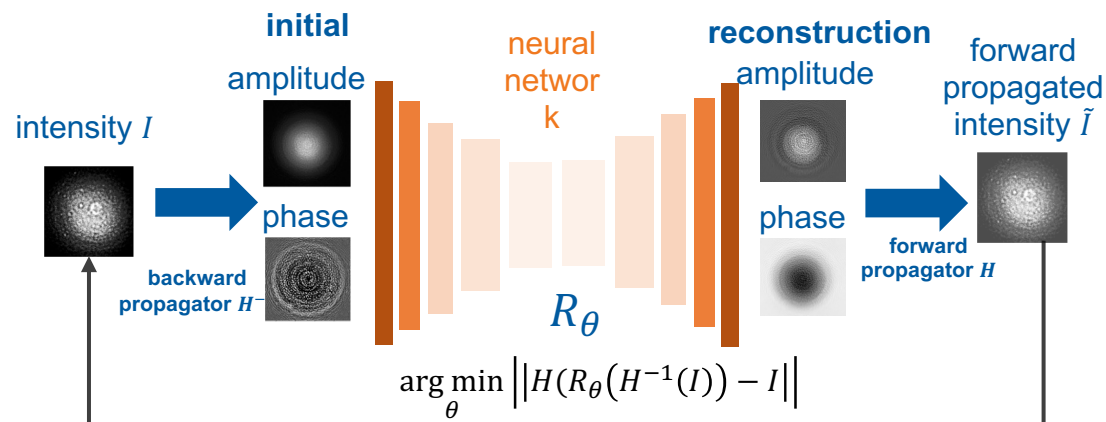 intensity I
initial
amplitude
phase
backward
propagator H⁻
neural
networ
k
R_θ
reconstruction
amplitude
phase
forward
propagator H
forward
propagated
intensity Ĩ
arg min_θ ||H(R_θ(H⁻¹(I)) − I||